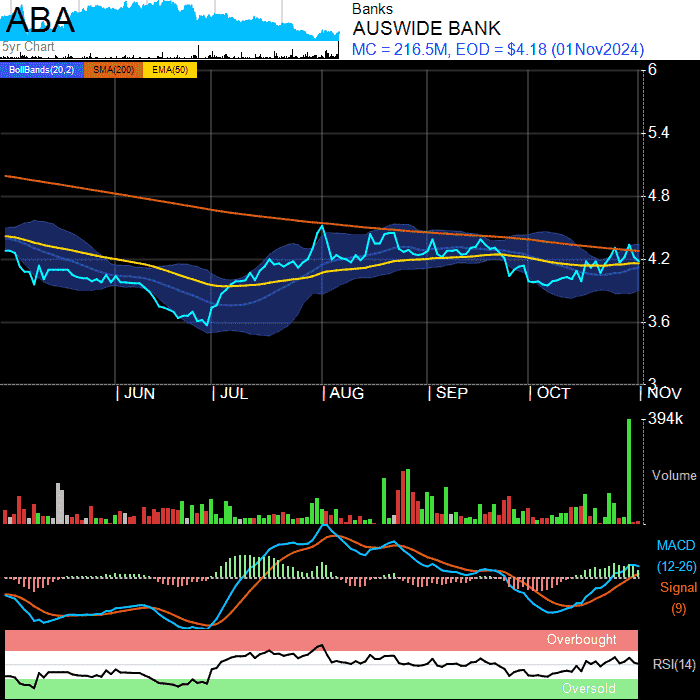 ABA
5yr Chart
Banks
AUSWIDE BANK
MC = 216.5M, EOD = $4.18 (01Nov2024)
BollBands(20,2) SMA(200) EMA(50)
6
5.4
4.8
4.2
3.6
3
JUN JUL AUG SEP OCT NOV
394k
Volume
MACD
(12-26)
Signal
(9)
Overbought
RSI(14)
Oversold